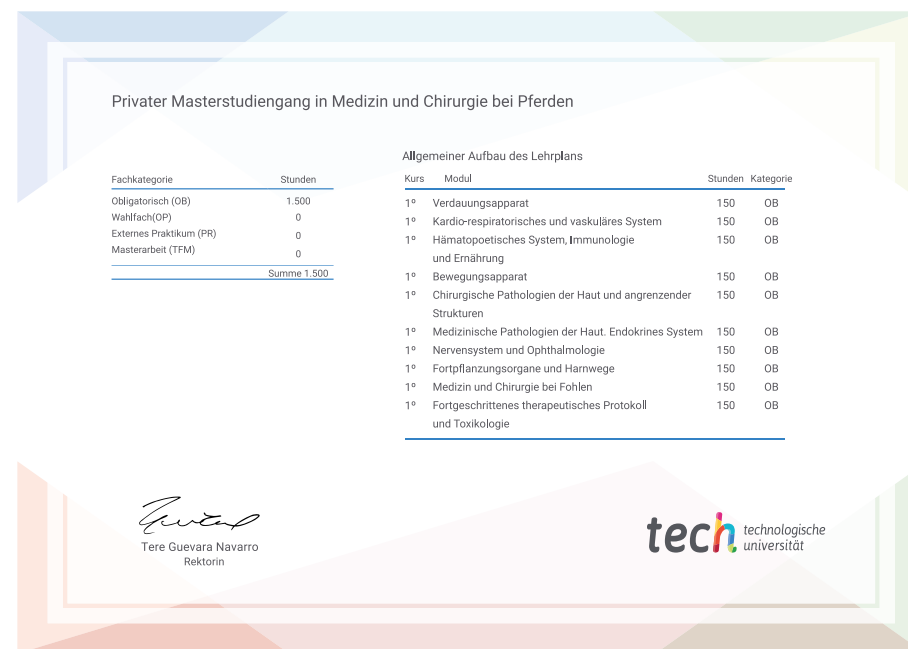 Privater Masterstudiengang in Medizin und Chirurgie bei Pferden
Fachkategorie Stunden
Obligatorisch (OB) 1.500
Wahlfach(OP) 0
Externes Praktikum (PR) 0
Masterarbeit (TFM) 0
Summe 1.500
Allgemeiner Aufbau des Lehrplans
Kurs Modul Stunden Kategorie
1º Verdauungsapparat 150 OB
1º Kardio-respiratorisches und vaskuläres System 150 OB
1º Hämatopoetisches System, Immunologie 150 OB
und Ernährung
1º Bewegungsapparat 150 OB
1º Chirurgische Pathologien der Haut und angrenzender 150 OB
Strukturen
1º Medizinische Pathologien der Haut. Endokrines System 150 OB
1º Nervensystem und Ophthalmologie 150 OB
1º Fortpflanzungsorgane und Harnwege 150 OB
1º Medizin und Chirurgie bei Fohlen 150 OB
1º Fortgeschrittenes therapeutisches Protokoll 150 OB
und Toxikologie
Tere Guevara Navarro
Rektorin
tech technologische
universität